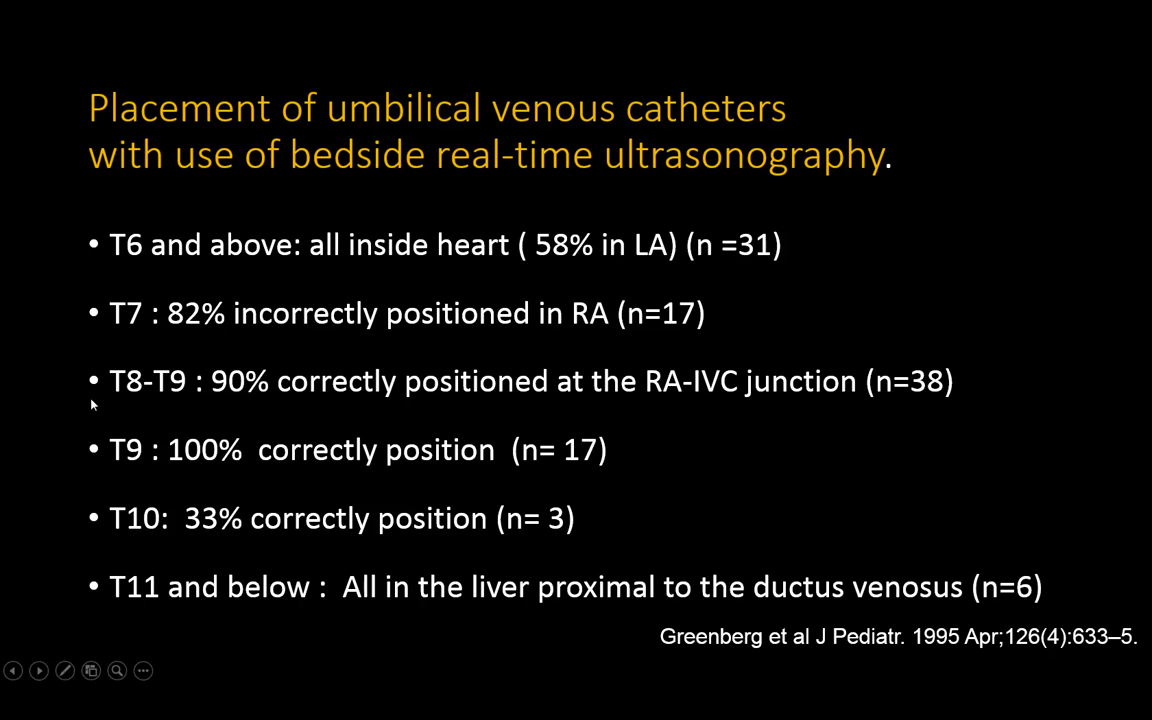 Placement of umbilical venous catheters
with use of bedside real-time ultrasonography.
• T6 and above: all inside heart ( 58% in LA) (n =31)
• T7 : 82% incorrectly positioned in RA (n=17)
• T8-T9 : 90% correctly positioned at the RA-IVC junction (n=38)
• T9 : 100%  correctly position  (n= 17)
• T10:  33% correctly position (n= 3)
• T11 and below :  All in the liver proximal to the ductus venosus (n=6)
Greenberg et al J Pediatr. 1995 Apr;126(4):633–5.